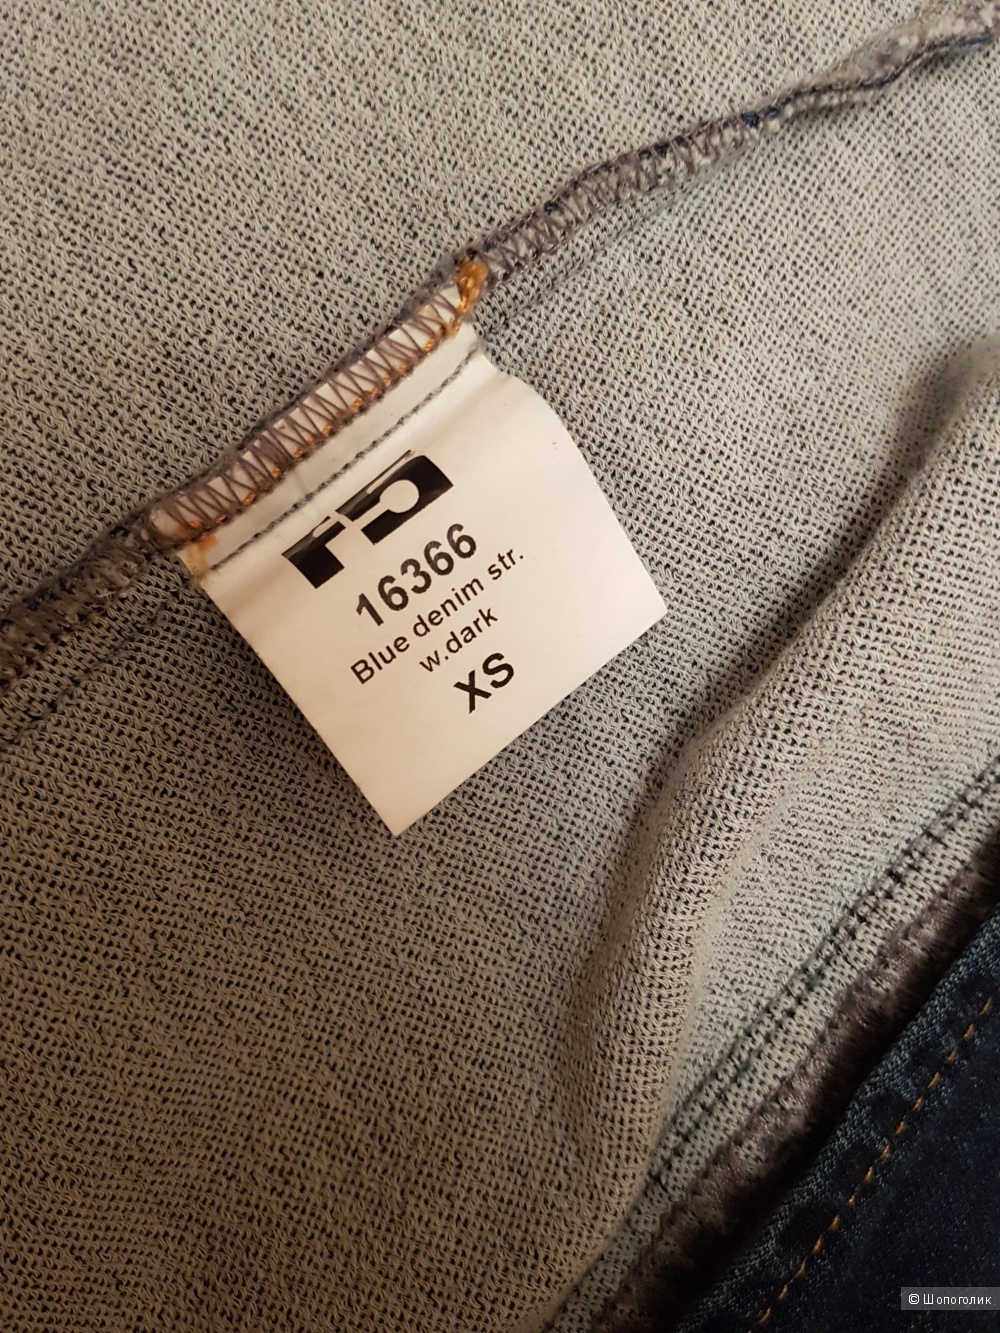 16366
Blue denim str.
w.dark
XS
© Шопоголик